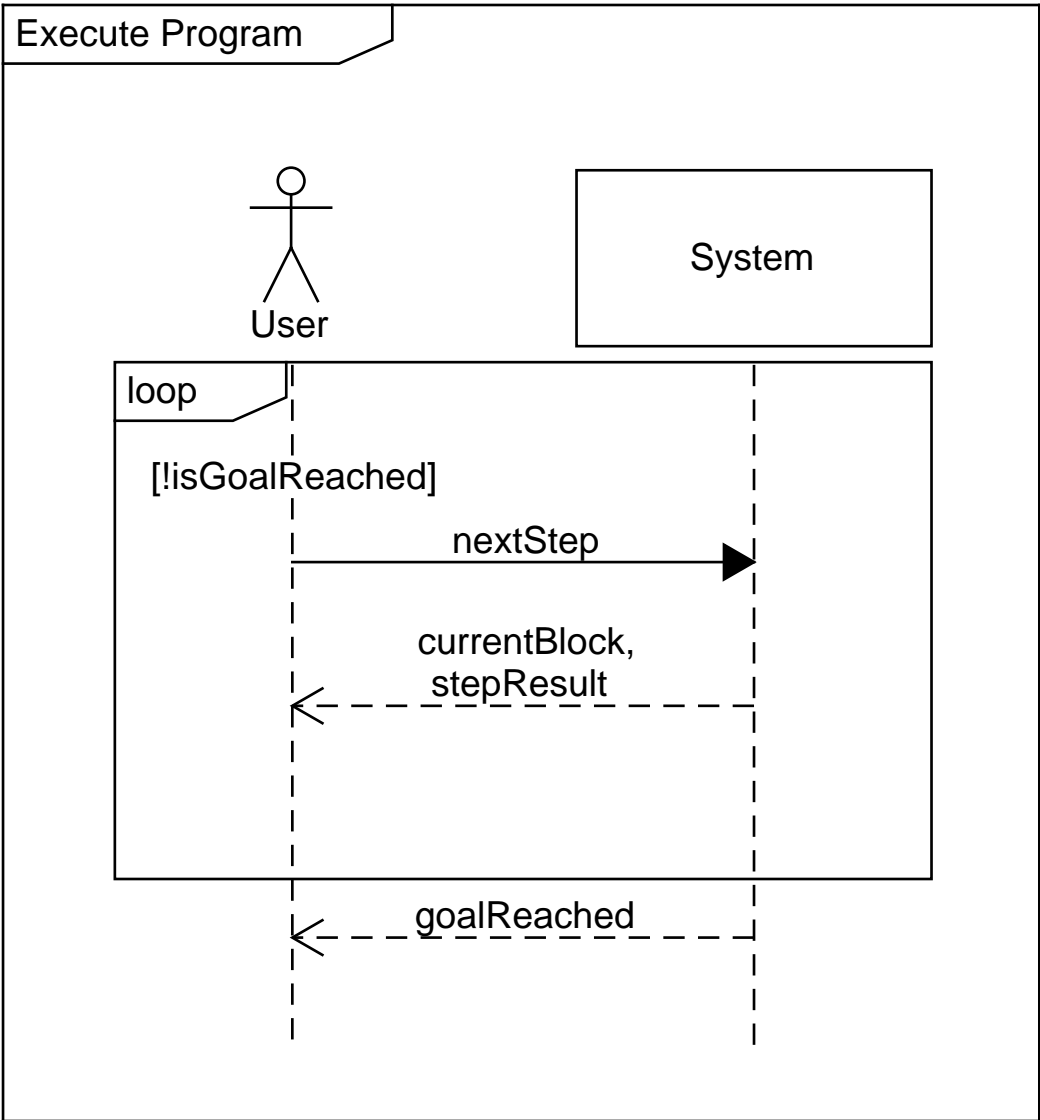 Execute Program
User
System
loop
[!isGoalReached]
nextStep
currentBlock,
stepResult
goalReached